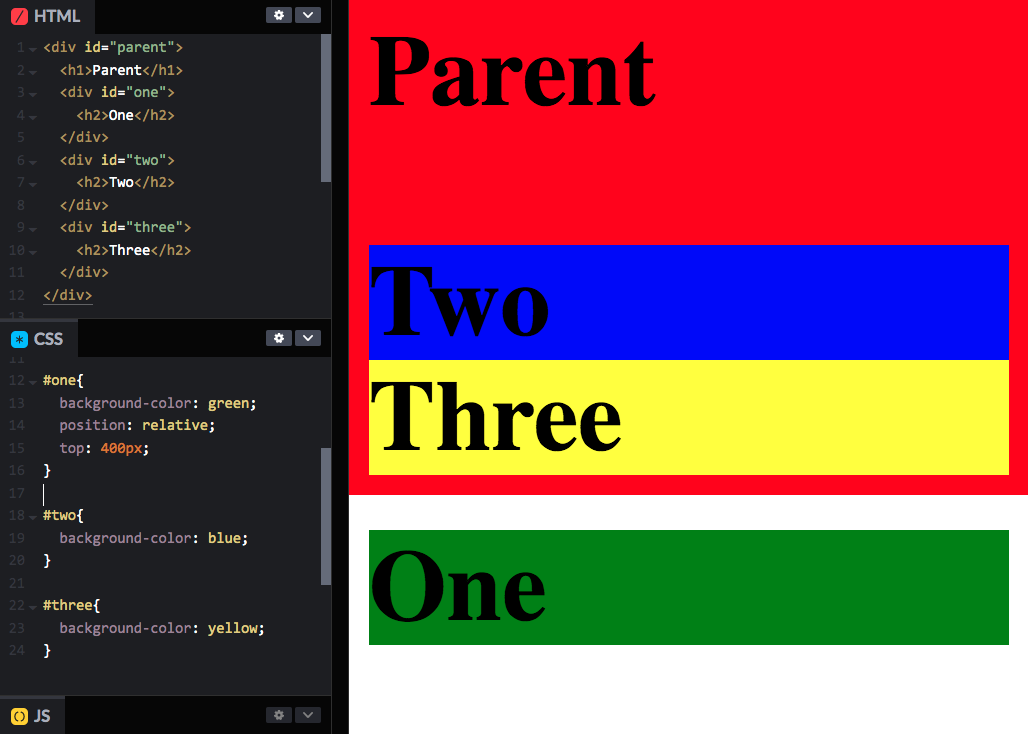 HTML
1 <div id="parent">
2 <h1>Parent</h1>
3 <div id="one">
4 <h2>One</h2>
5 </div>
6 <div id="two">
7 <h2>Two</h2>
8 </div>
9 <div id="three">
10 <h2>Three</h2>
11 </div>
12 </div>
13
CSS
11
12 #one{
13 background-color: green;
14 position: relative;
15 top: 400px;
16 }
17
18 #two{
19 background-color: blue;
20 }
21
22 #three{
23 background-color: yellow;
24 }
JS
Parent
Two
Three
One